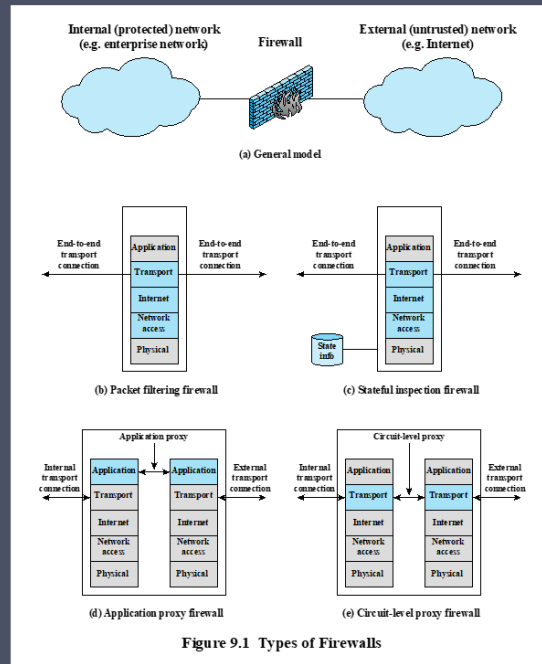 Internal (protected) network
(e.g. enterprise network)
Firewall
External (untrusted) network
(e.g. Internet)
(a) General model
End-to-end
transport
connection
Application
Transport
Internet
Network
access
Physical
End-to-end
transport
connection
(b) Packet filtering firewall
End-to-end
transport
connection
Application
Transport
Internet
Network
access
Physical
End-to-end
transport
connection
State
info
(c) Stateful inspection firewall
Application proxy
Internal
transport
connection
Application
Transport
Internet
Network
access
Physical
Application
Transport
Internet
Network
access
Physical
External
transport
connection
(d) Application proxy firewall
Circuit-level proxy
Internal
transport
connection
Application
Transport
Internet
Network
access
Physical
Application
Transport
Internet
Network
access
Physical
External
transport
connection
(e) Circuit-level proxy firewall
Figure 9.1 Types of Firewalls